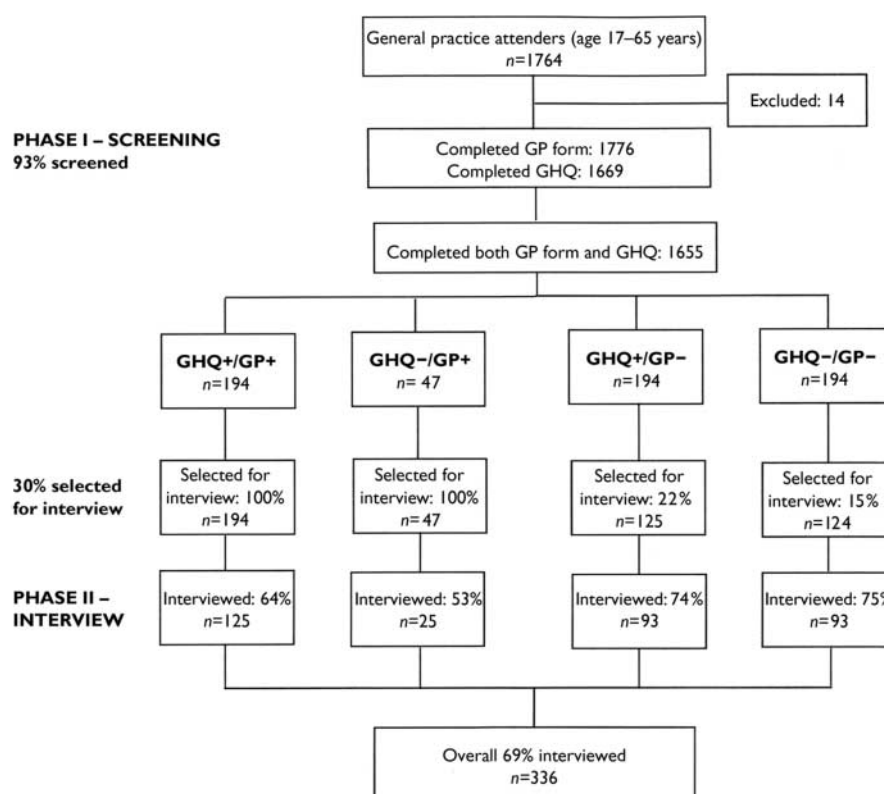 General practice attenders (age 17–65 years)
n=1764
Excluded: 14
PHASE I – SCREENING
93% screened
Completed GP form: 1776
Completed GHQ: 1669
Completed both GP form and GHQ: 1655
GHQ+/GP+
n=194
GHQ−/GP+
n= 47
GHQ+/GP−
n=194
GHQ−/GP−
n=194
30% selected
for interview
Selected for
interview: 100%
n=194
Selected for
interview: 100%
n=47
Selected for
interview: 22%
n=125
Selected for
interview: 15%
n=124
PHASE II –
INTERVIEW
Interviewed: 64%
n=125
Interviewed: 53%
n=25
Interviewed: 74%
n=93
Interviewed: 75%
n=93
Overall 69% interviewed
n=336